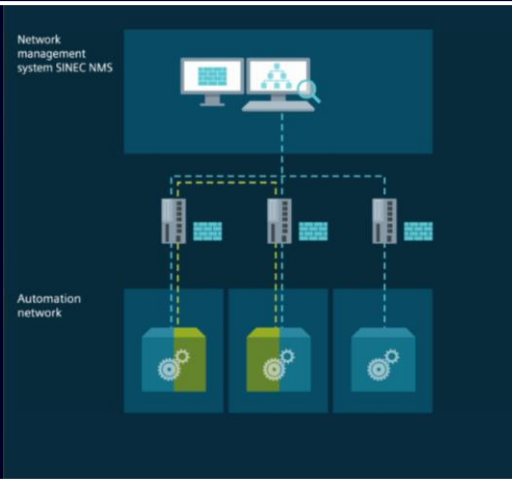 Network
management
system SINEC NMS
Automation
network